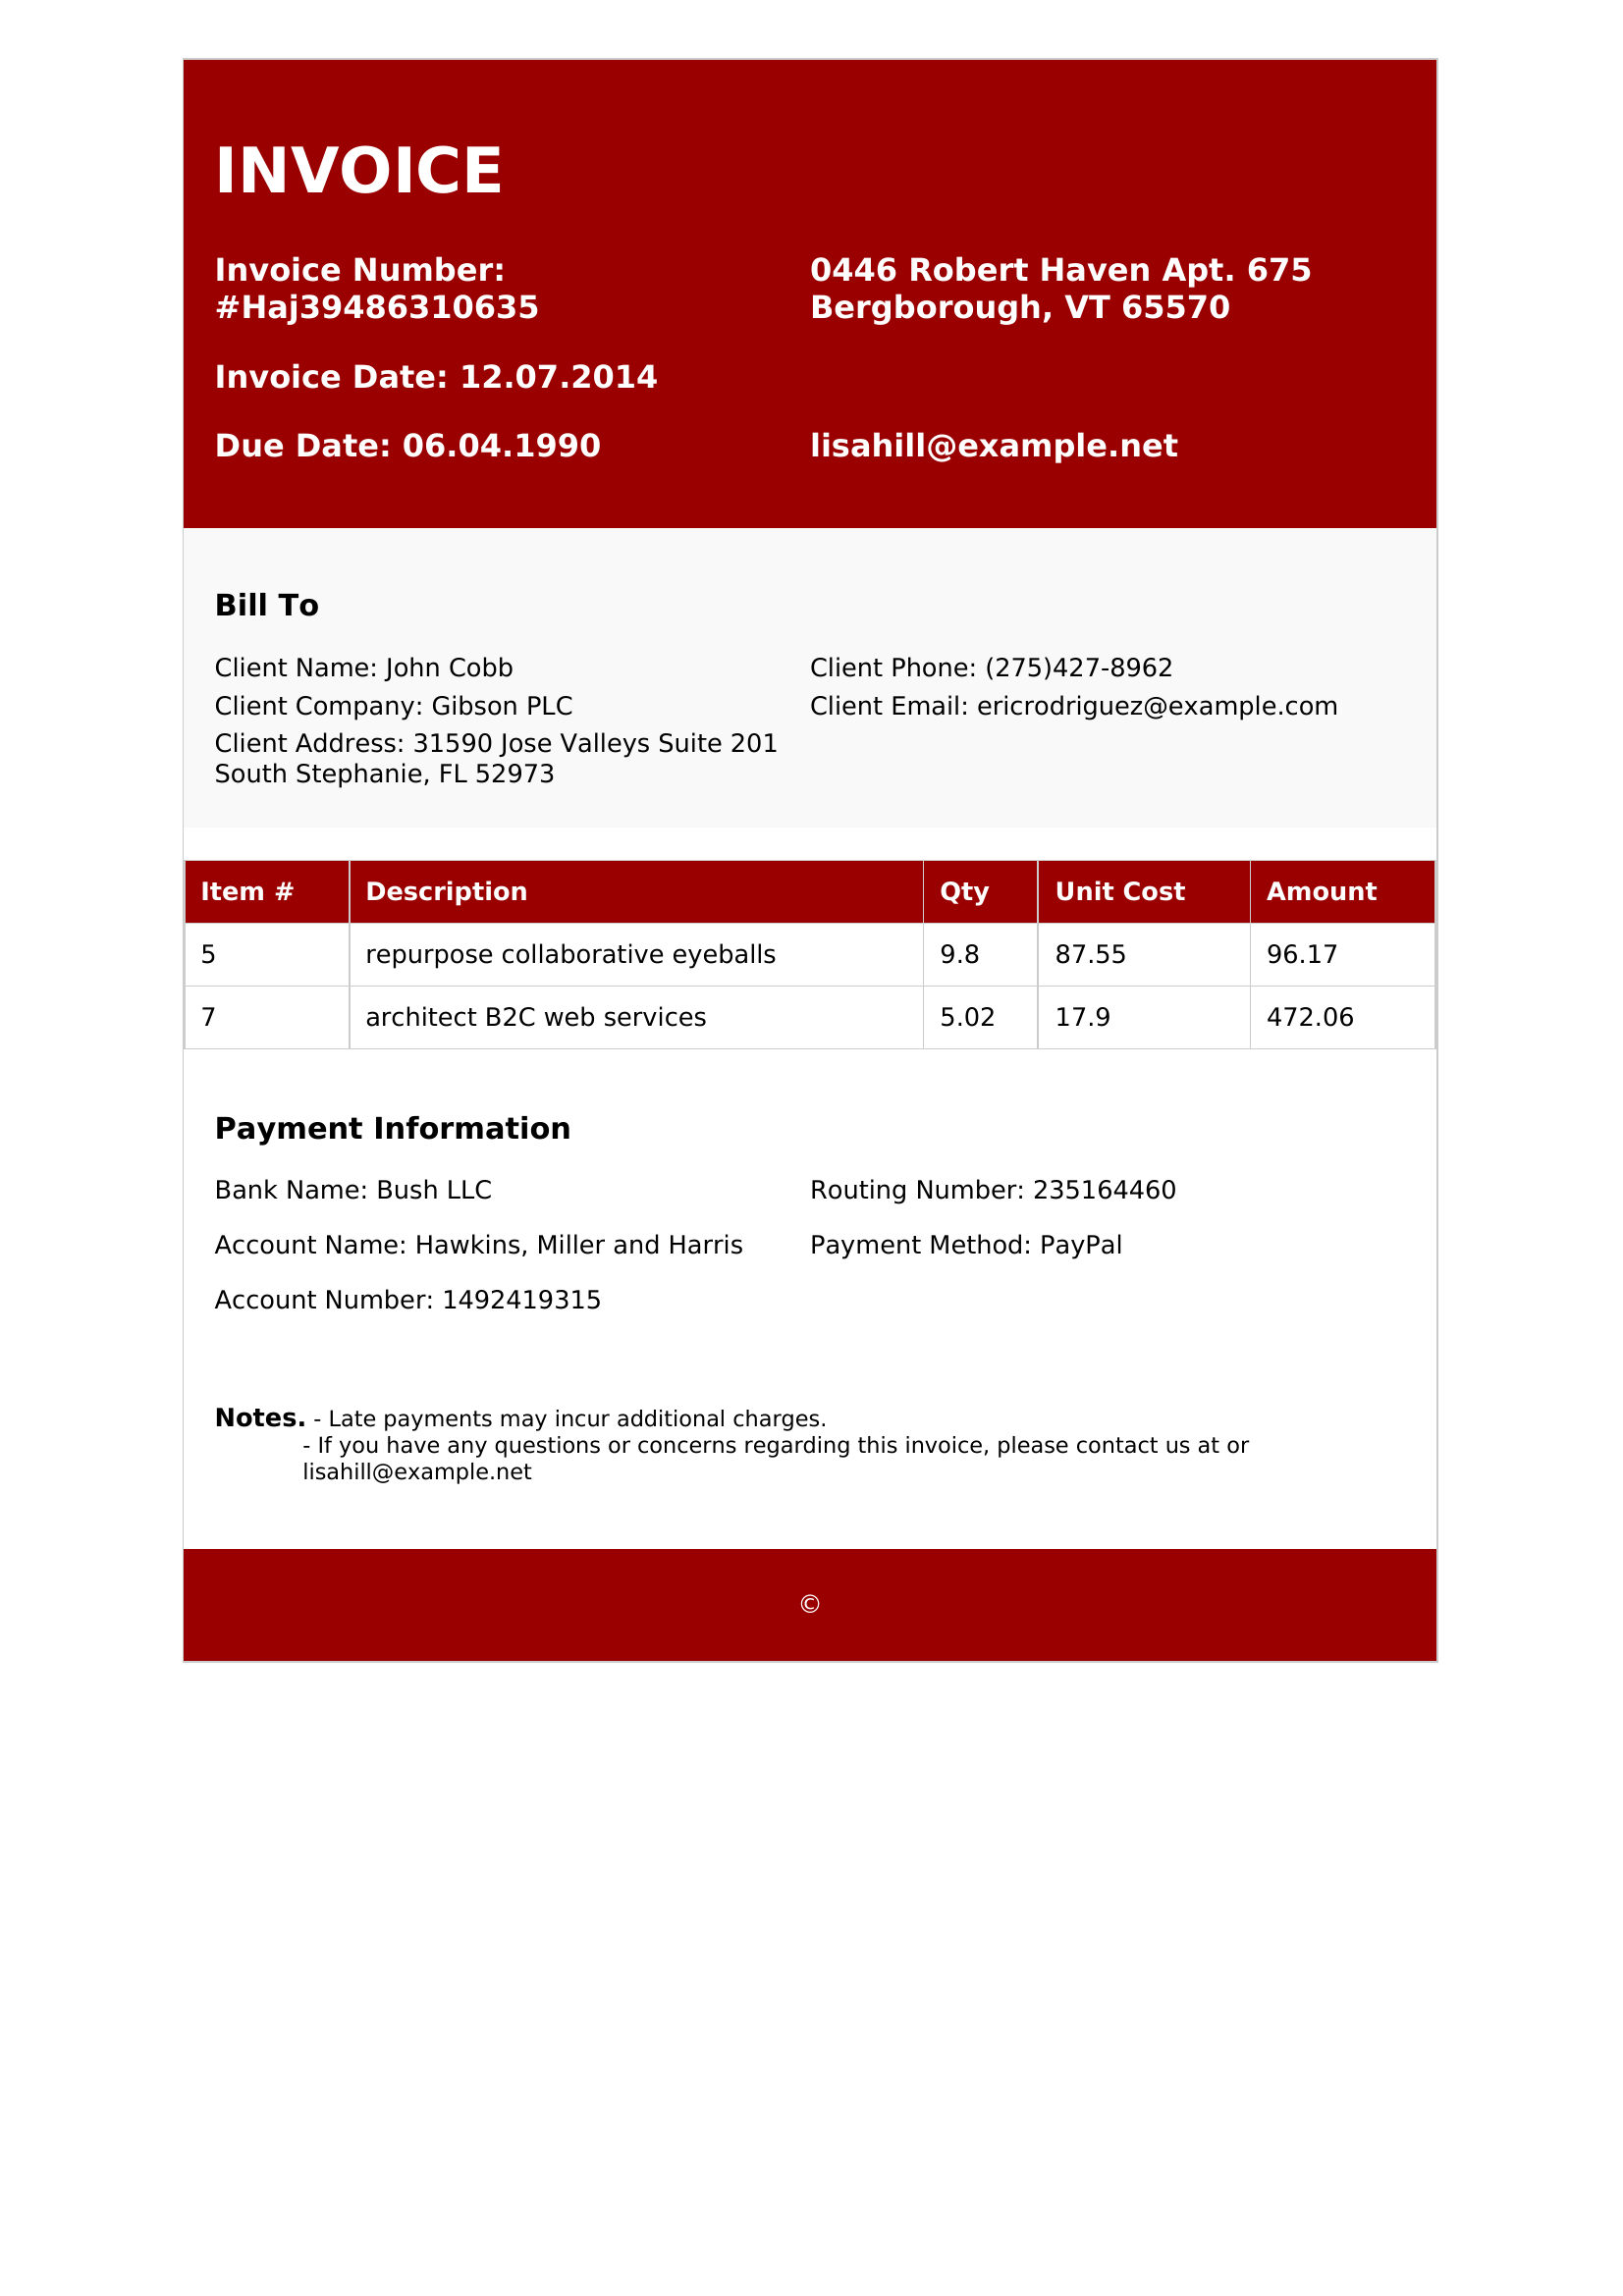 INVOICE
Invoice Number:
#Haj39486310635
0446 Robert Haven Apt. 675
Bergborough, VT 65570
Invoice Date: 12.07.2014
Due Date: 06.04.1990
lisahill@example.net
Bill To
Client Name: John Cobb
Client Phone: (275)427-8962
Client Company: Gibson PLC
Client Email: ericrodriguez@example.com
Client Address: 31590 Jose Valleys Suite 201
South Stephanie, FL 52973
Item # Description Qty Unit Cost Amount
5 repurpose collaborative eyeballs 9.8 87.55 96.17
7 architect B2C web services 5.02 17.9 472.06
Payment Information
Bank Name: Bush LLC
Routing Number: 235164460
Account Name: Hawkins, Miller and Harris
Payment Method: PayPal
Account Number: 1492419315
Notes. - Late payments may incur additional charges.
- If you have any questions or concerns regarding this invoice, please contact us at or
lisahill@example.net
©